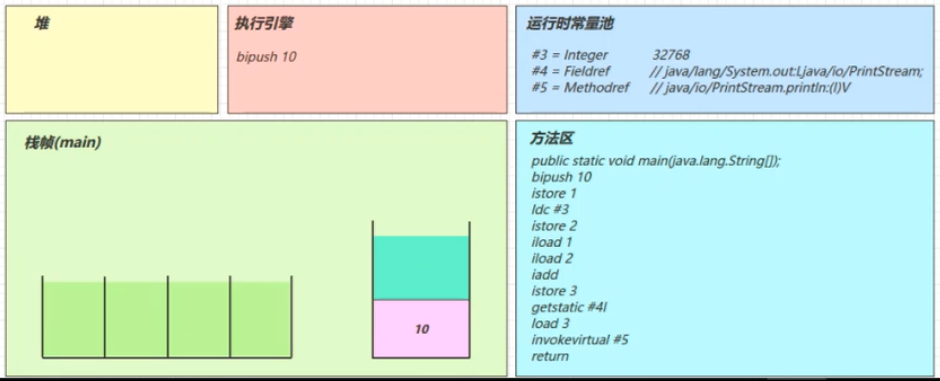 堆
执行引擎
bipush 10
运行时常量池
#3 = Integer 32768
#4 = Fieldref // java/lang/System.out:Ljava/io/PrintStream;
#5 = Methodref // java/io/PrintStream.println:(I)V
栈帧(main)
10
方法区
public static void main(java.lang.String[]);
bipush 10
istore 1
ldc #3
istore 2
iload 1
iload 2
iadd
istore 3
getstatic #4I
load 3
invokevirtual #5
return